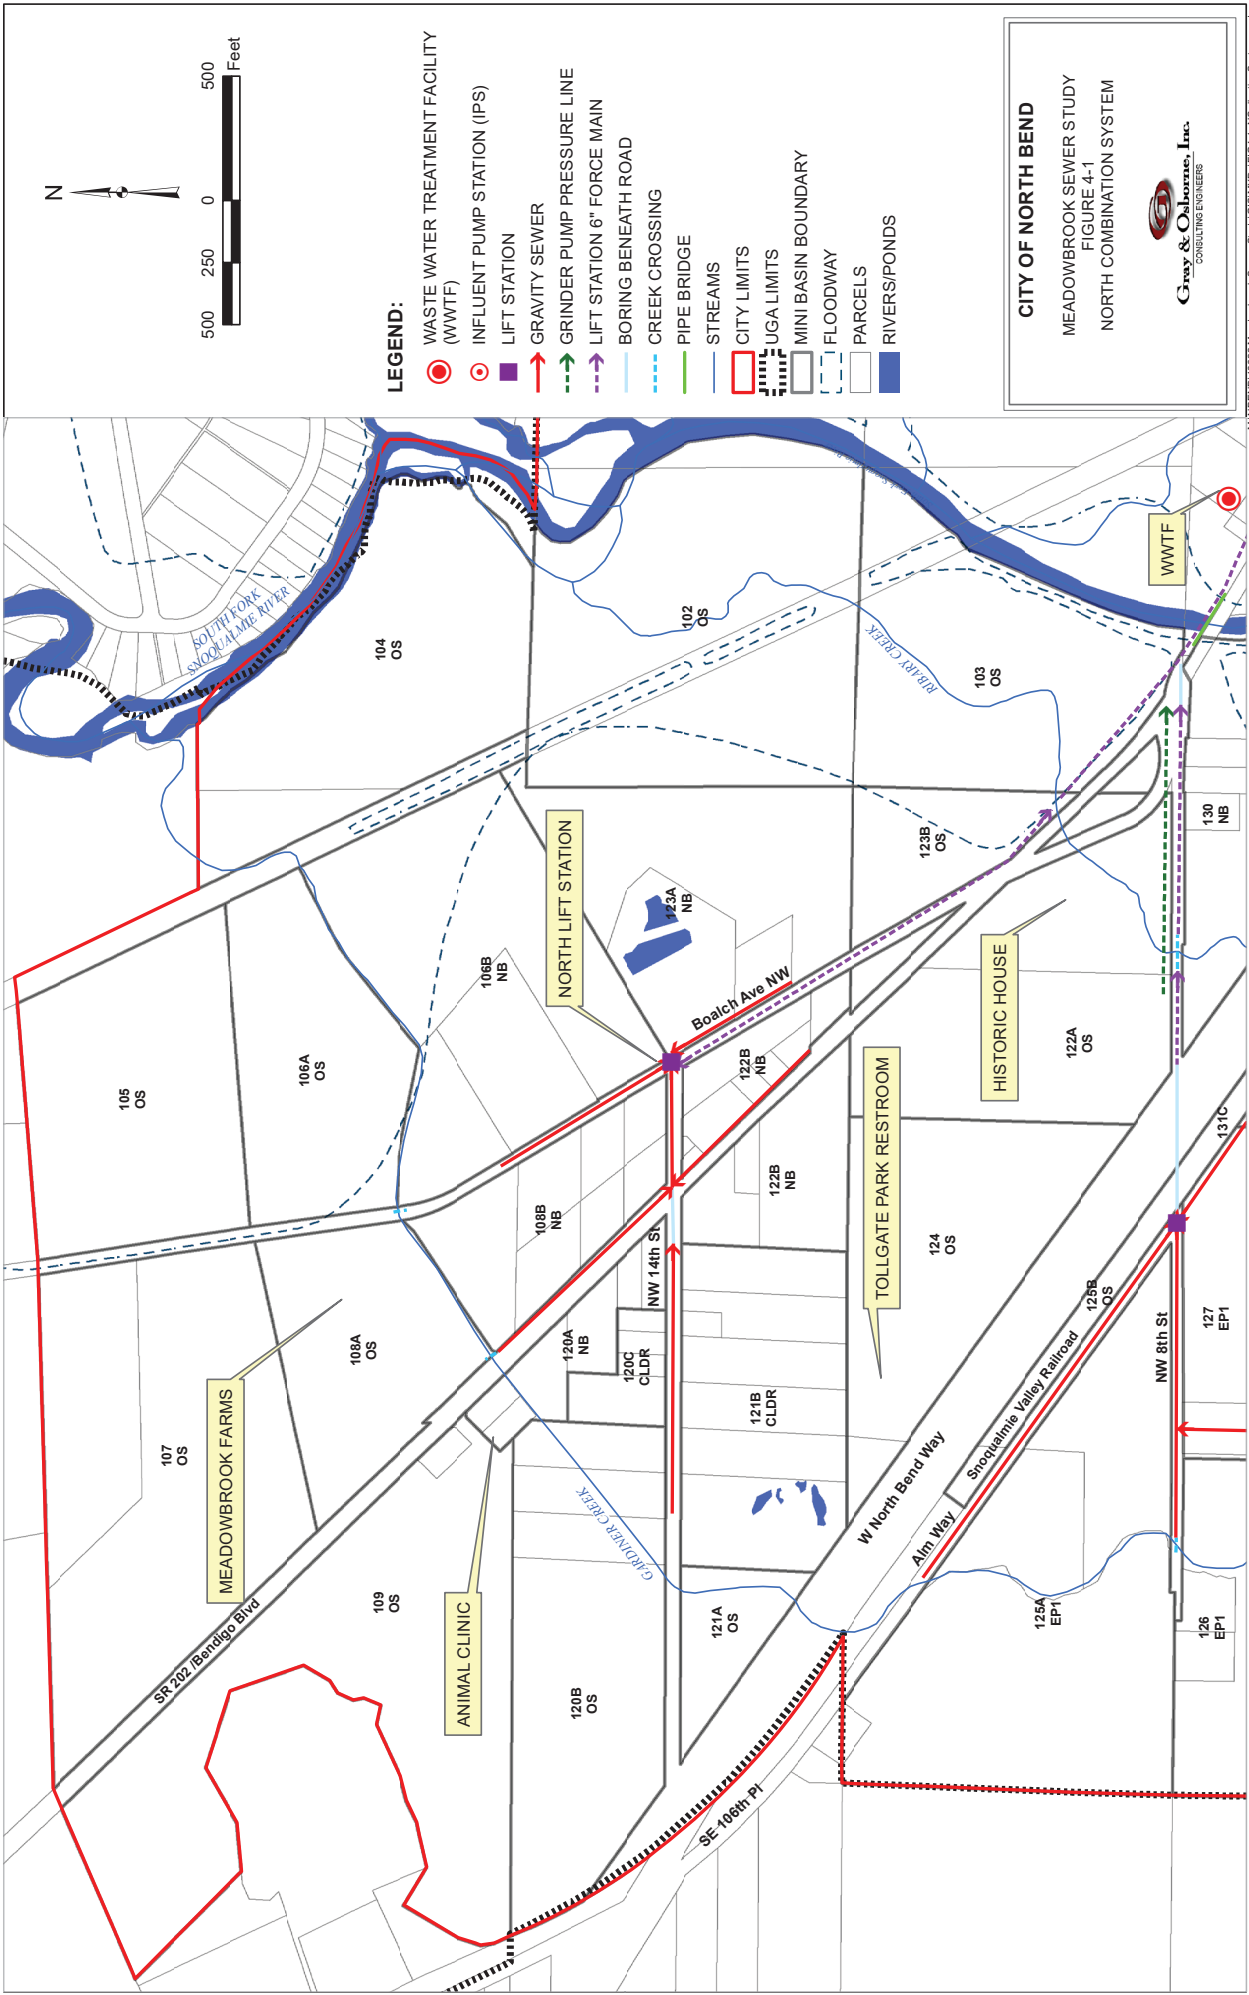 N
500
250
0
500
Feet
LEGEND:
WASTE WATER TREATMENT FACILITY
(WWTF)
INFLUENT PUMP STATION (IPS)
LIFT STATION
GRAVITY SEWER
GRINDER PUMP PRESSURE LINE
LIFT STATION 6" FORCE MAIN
BORING BENEATH ROAD
CREEK CROSSING
PIPE BRIDGE
STREAMS
CITY LIMITS
UGA LIMITS
MINI BASIN BOUNDARY
FLOODWAY
PARCELS
RIVERS/PONDS
CITY OF NORTH BEND
MEADOWBROOK SEWER STUDY
FIGURE 4-1
NORTH COMBINATION SYSTEM
Gray & Osborne, Inc.
CONSULTING ENGINEERS
SOUTH FORK
SNOQUALMIE RIVER
104
OS
102
OS
RIBARY CREEK
103
OS
WWTF
105
OS
106A
OS
106B
NB
NORTH LIFT STATION
123A
NB
123B
OS
130
NB
Boalch Ave NW
HISTORIC HOUSE
122A
OS
122B
NB
122B
NB
TOLLGATE PARK RESTROOM
124
OS
131C
107
OS
MEADOWBROOK FARMS
108A
OS
108B
NB
120A
NB
120C
CLDR
NW 14th St
121B
CLDR
W North Bend Way
Snoqualmie Valley Railroad
125B
OS
NW 8th St
127
EP1
SR 202 /Bendigo Blvd
109
OS
ANIMAL CLINIC
GARDINER CREEK
121A
OS
Alm Way
125A
EP1
126
EP1
120B
OS
SE 106th Pl